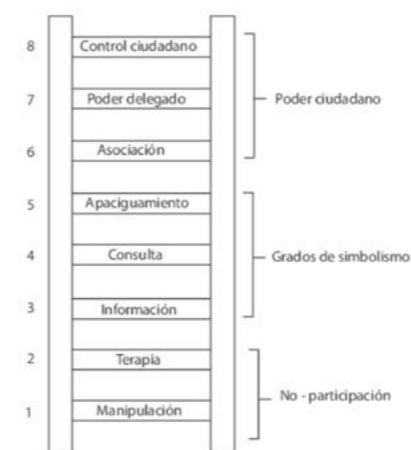 8 Control ciudadano
7 Poder delegado Poder ciudadano
6 Asociación
5 Apaciguamiento
4 Consulta Grados de simbolismo
3 Información
2 Terapia
No - participación
1 Manipulación